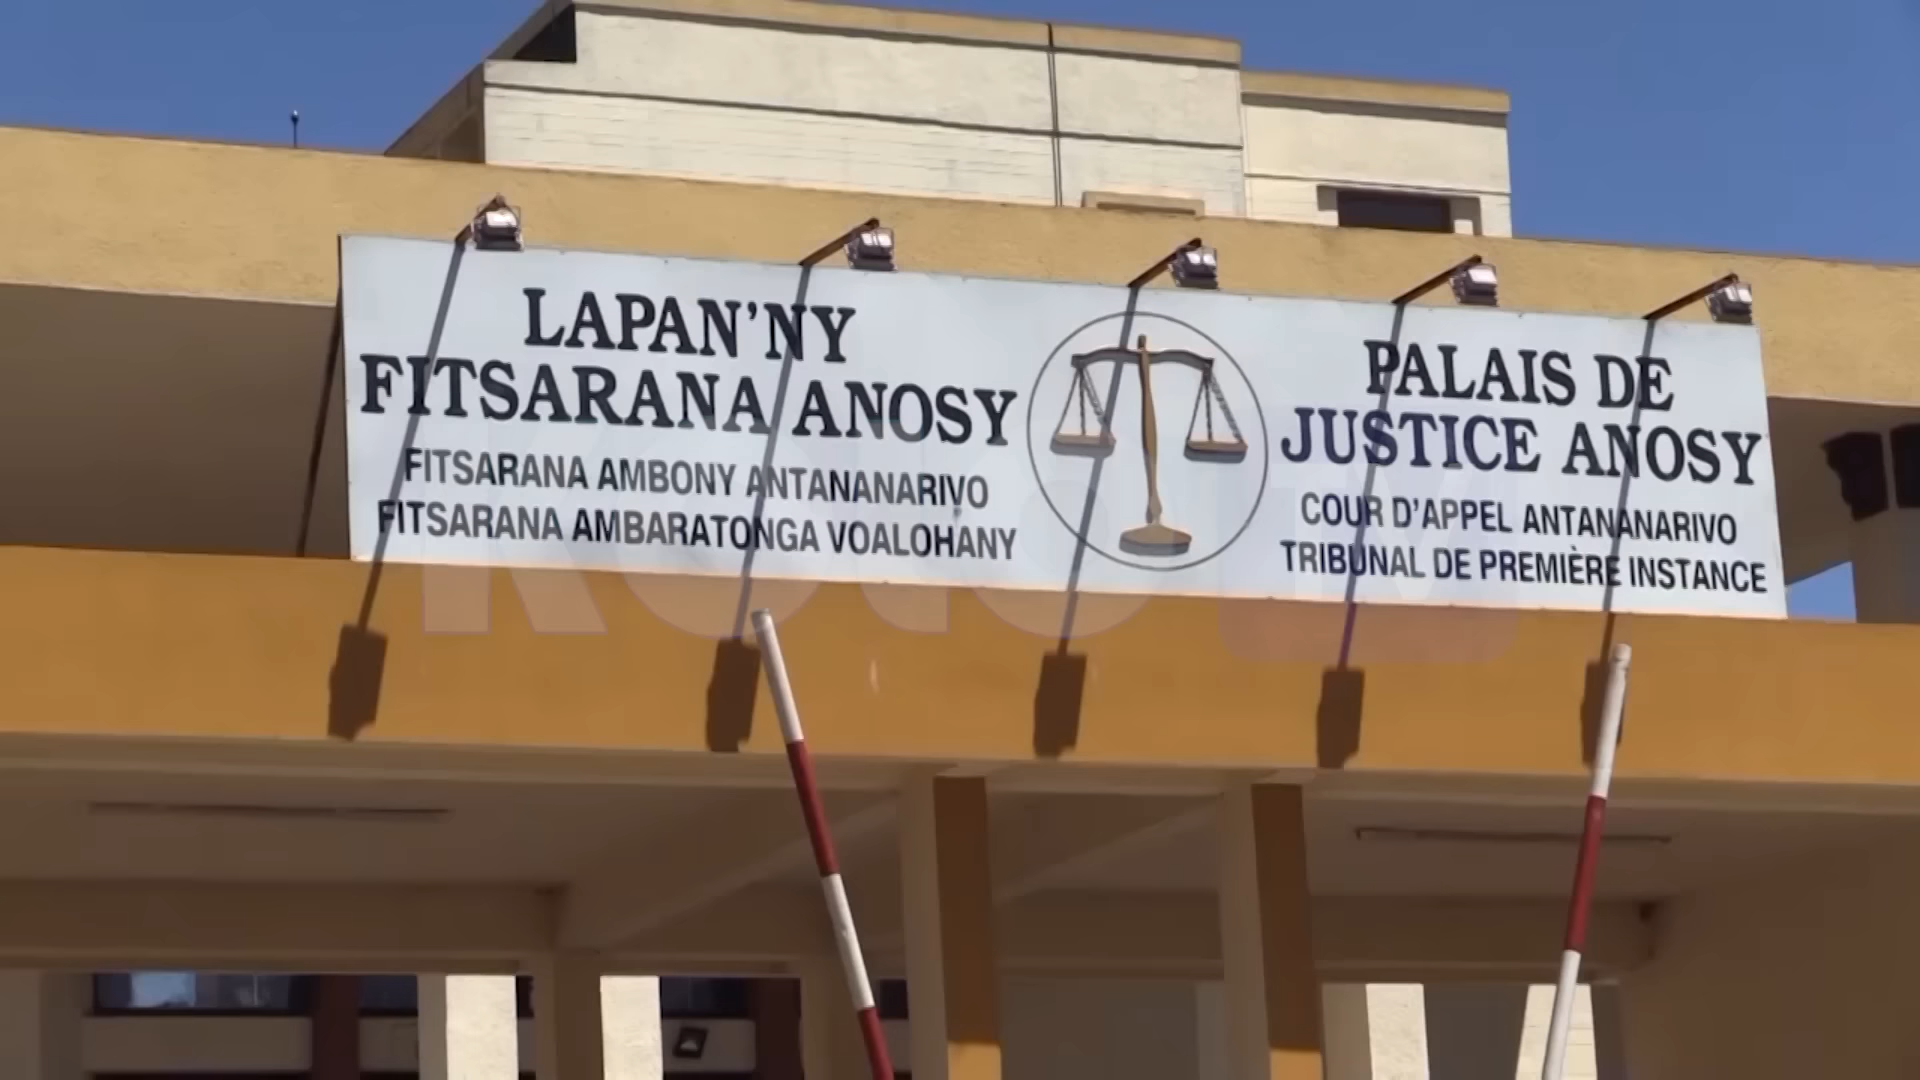 LAPAN'NY
FITSARANA ANOSY
FITSARANA AMBONY ANTANANARIVO
FITSARANA AMBARATONGA VOALOHANY
PALAIS DE
JUSTICE ANOSY
COUR D'APPEL ANTANANARIVO
TRIBUNAL DE PREMIÈRE INSTANCE